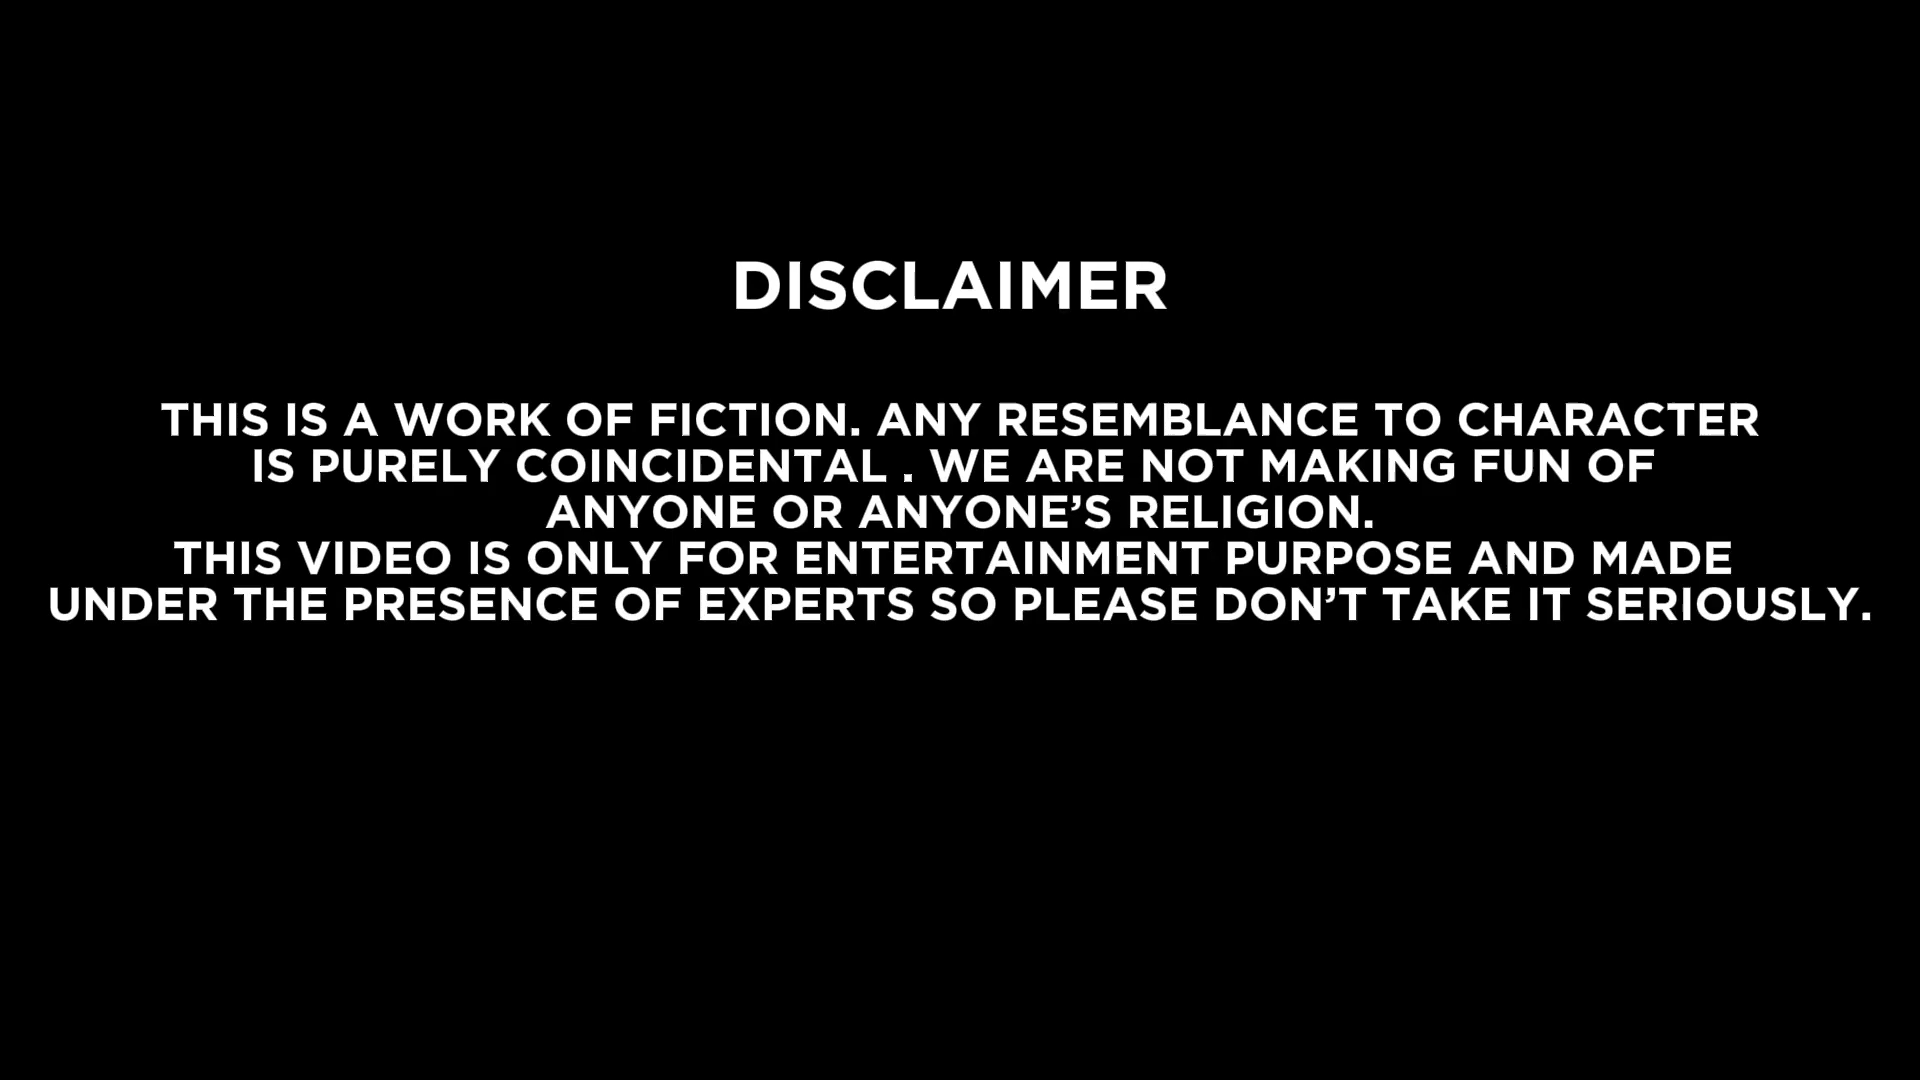 DISCLAIMER
THIS IS A WORK OF FICTION. ANY RESEMBLANCE TO CHARACTER
IS PURELY COINCIDENTAL . WE ARE NOT MAKING FUN OF
ANYONE OR ANYONE’S RELIGION.
THIS VIDEO IS ONLY FOR ENTERTAINMENT PURPOSE AND MADE
UNDER THE PRESENCE OF EXPERTS SO PLEASE DON’T TAKE IT SERIOUSLY.